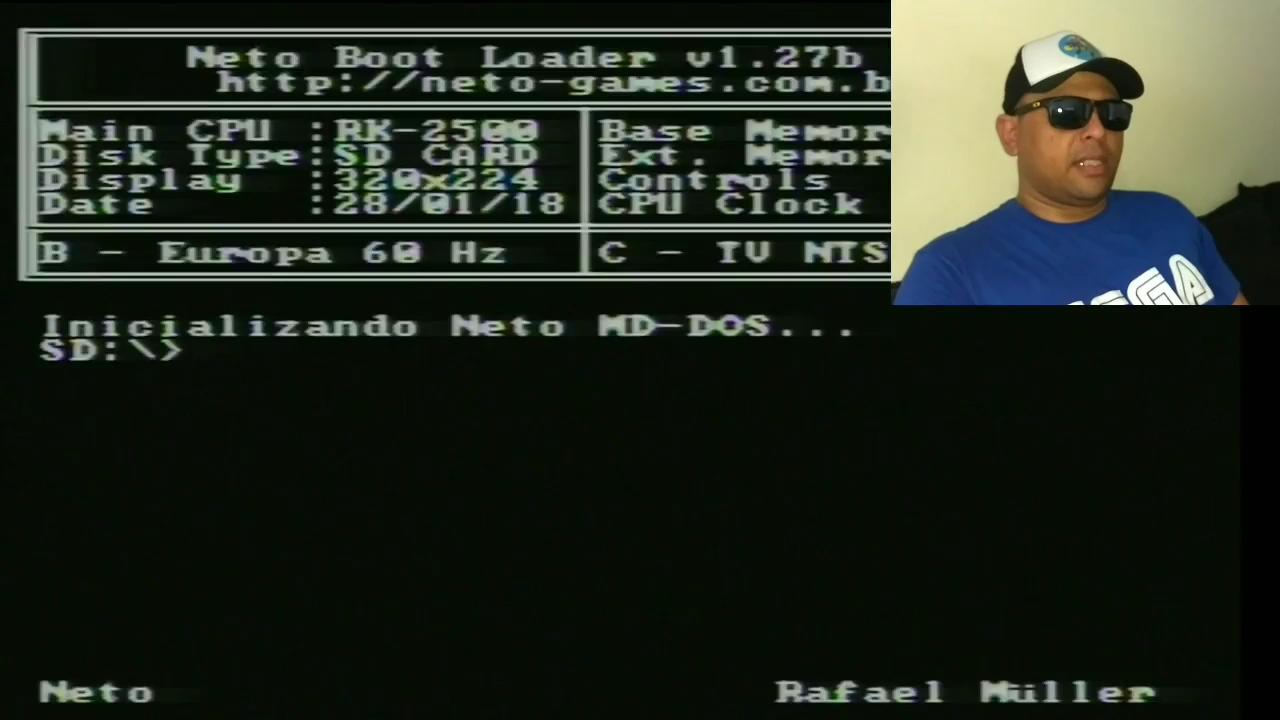 Neto Boot Loader v1.27b
http://neto-games.com.b
Main CPU :RK-2500
Base Memor
Disk Type:SD CARD
Ext. Memor
Display :320x224
Controls
Date :28/01/18
CPU Clock
B - Europa 60 Hz
C - TV NTS
Inicializando Neto MD-DOS...
SD:\>
Neto
Rafael Müller